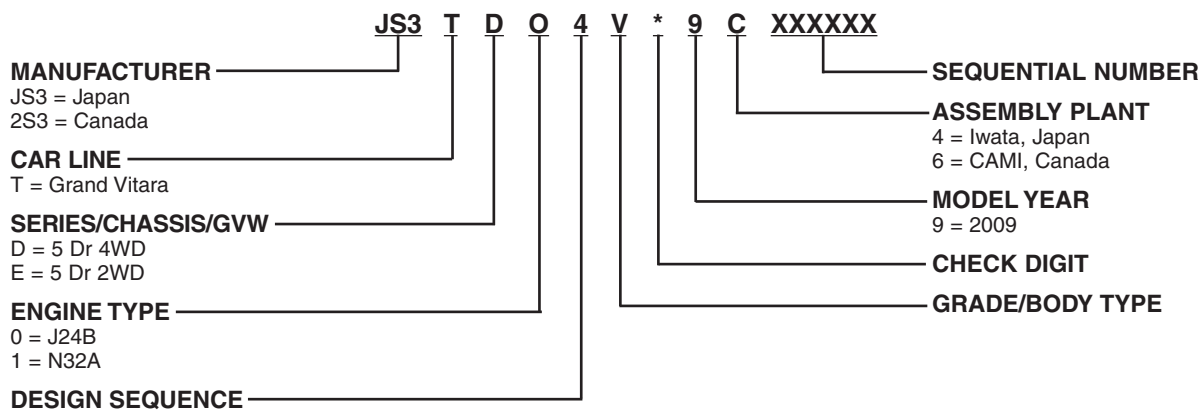 JS3 T D O 4 V * 9 C XXXXXX
MANUFACTURER
JS3 = Japan
2S3 = Canada
CAR LINE
T = Grand Vitara
SERIES/CHASSIS/GVW
D = 5 Dr 4WD
E = 5 Dr 2WD
ENGINE TYPE
0 = J24B
1 = N32A
DESIGN SEQUENCE
SEQUENTIAL NUMBER
ASSEMBLY PLANT
4 = Iwata, Japan
6 = CAMI, Canada
MODEL YEAR
9 = 2009
CHECK DIGIT
GRADE/BODY TYPE